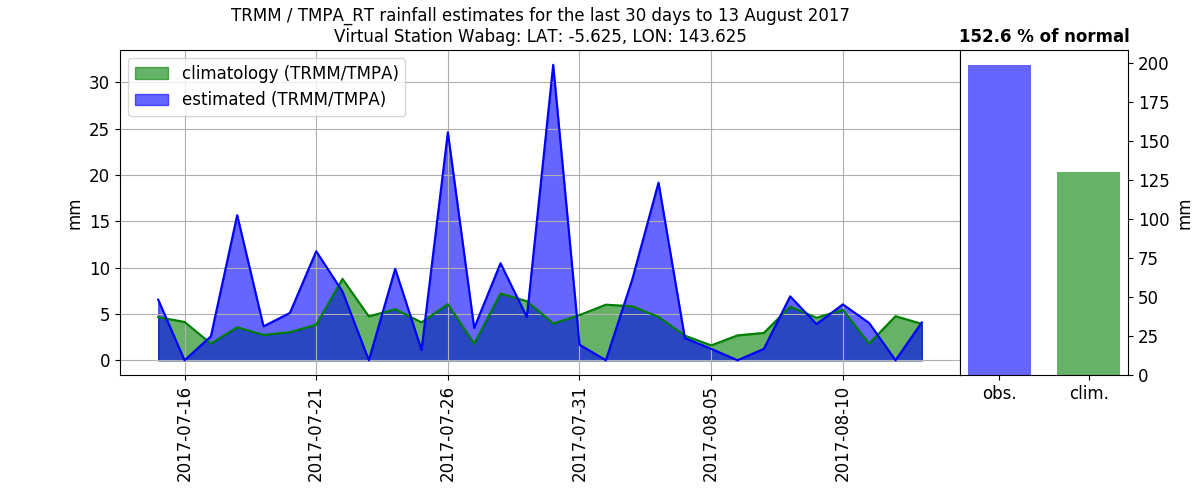 TRMM / TMPA_RT rainfall estimates for the last 30 days to 13 August 2017
Virtual Station Wabag: LAT: -5.625, LON: 143.625
152.6 % of normal
climatology (TRMM/TMPA)
estimated (TRMM/TMPA)
mm
30
25
20
15
10
5
0
2017-07-16
2017-07-21
2017-07-26
2017-07-31
2017-08-05
2017-08-10
200
175
150
125
100
75
50
25
0
mm
obs.
clim.